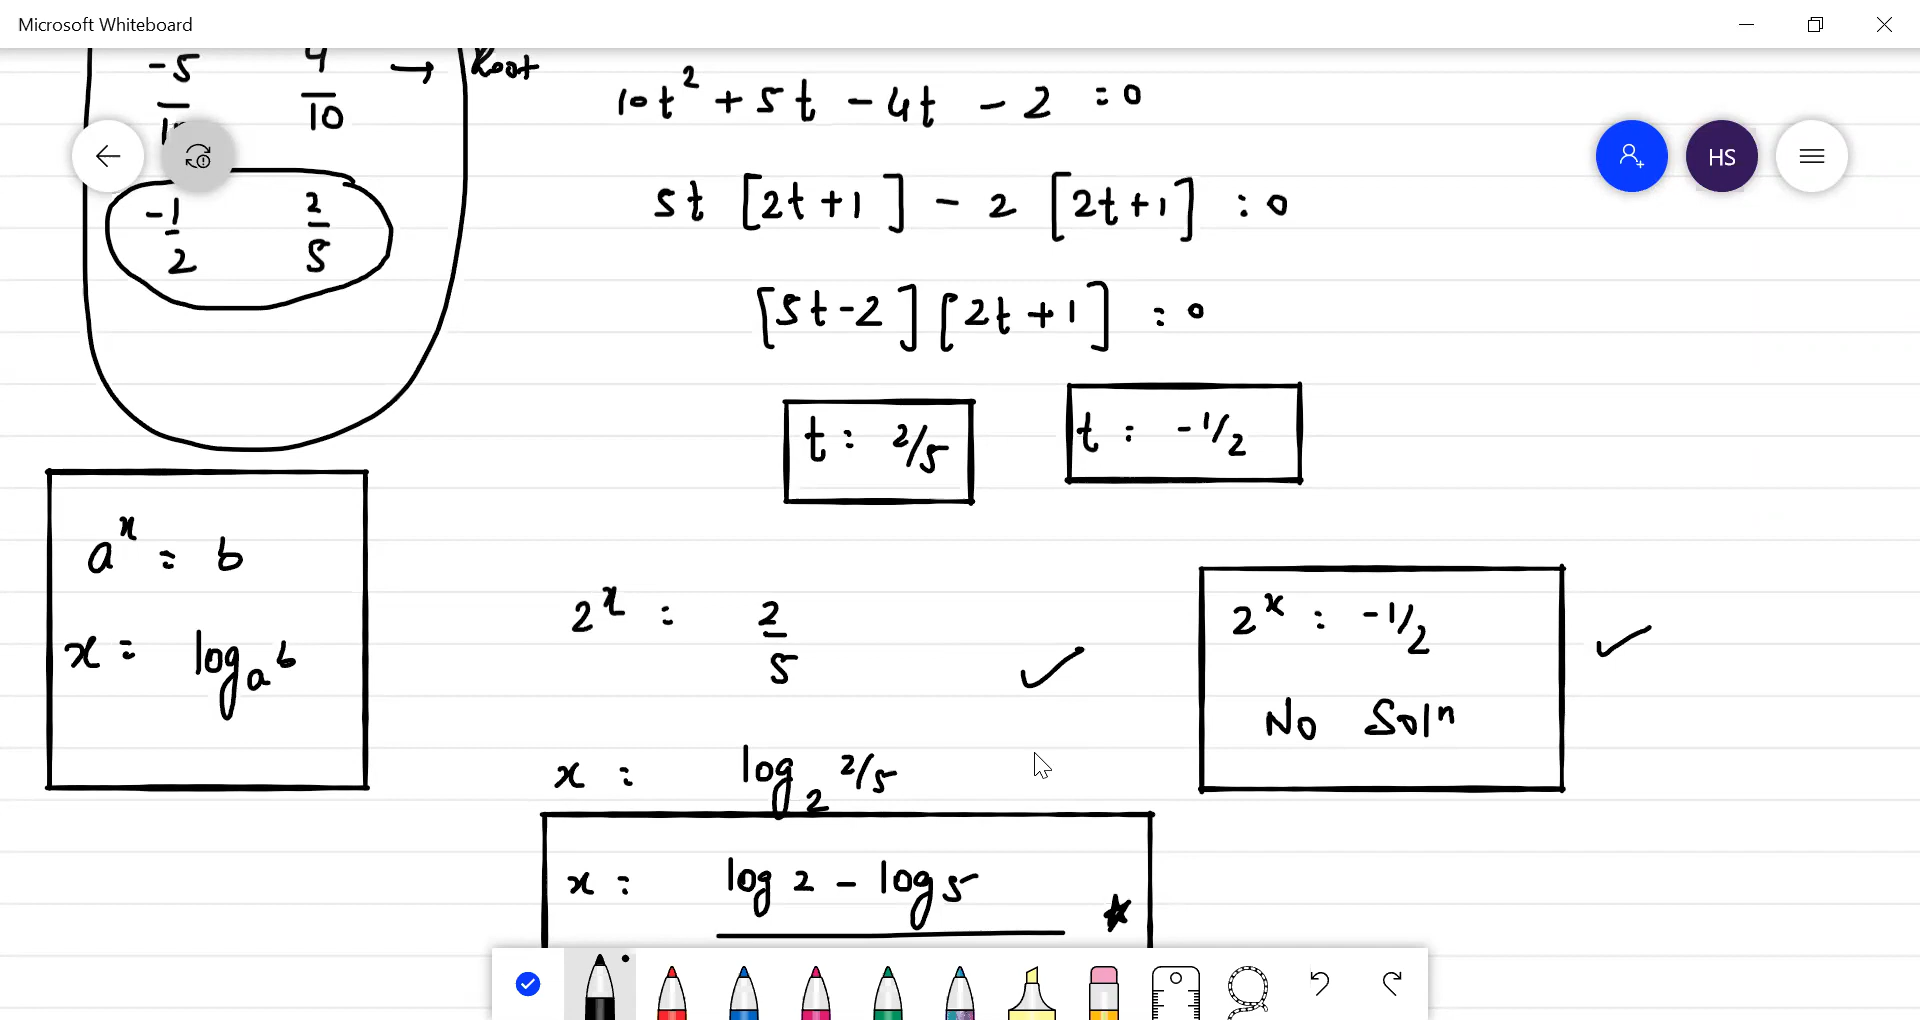 Microsoft Whiteboard
-5 4 → Root
10
-1 2
2 5
10t² + 5t - 4t - 2 = 0
5t [2t+1] - 2 [2t+1] = 0
[5t-2] [2t+1] = 0
t = 2/5
t = -1/2
aˣ = b
x = logₐ b
2ˣ = 2/5 ✓
x = log₂ 2/5
x = log 2 - log 5 ★
2ˣ = -1/2 ✓
No Solⁿ
HS